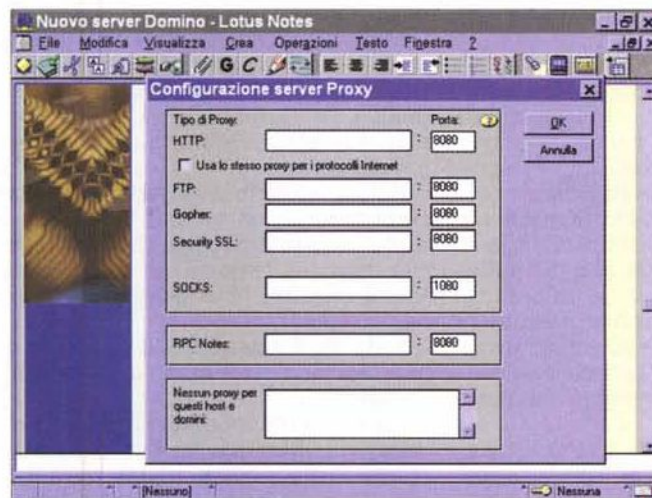 Nuovo server Domino - Lotus Notes
File Modifica Visualizza Crea Operazioni Testo Finestra ?
G C
Configurazione server Proxy
Tipo di Proxy: Porta:
HTTP: : 8080
Usa lo stesso proxy per i protocolli Internet
FTP: : 8080
Gopher: : 8080
Security SSL: : 8080
SOCKS: : 1080
RPC Notes: : 8080
Nessun proxy per
questi host e
domini:
OK
Annulla
[Nessuno] Nessuna